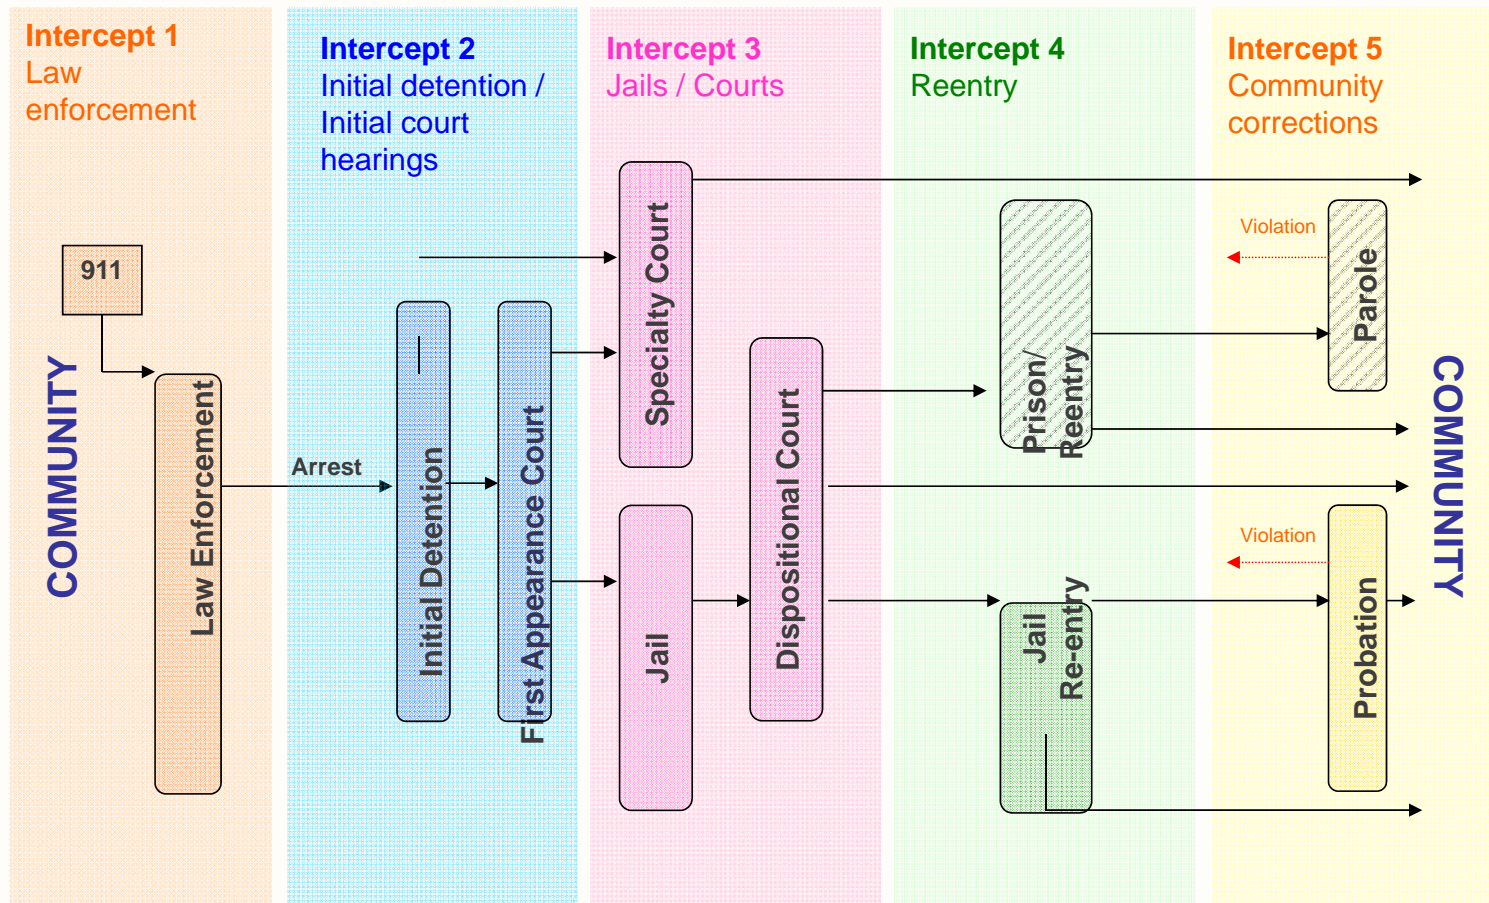 Intercept 1
Law
enforcement
Intercept 2
Initial detention /
Initial court
hearings
Intercept 3
Jails / Courts
Intercept 4
Reentry
Intercept 5
Community
corrections
911
COMMUNITY
Law Enforcement
Arrest
Initial Detention
First Appearance Court
Specialty Court
Jail
Dispositional Court
Prison/
Reentry
Jail
Re-entry
Violation
Parole
Violation
Probation
COMMUNITY